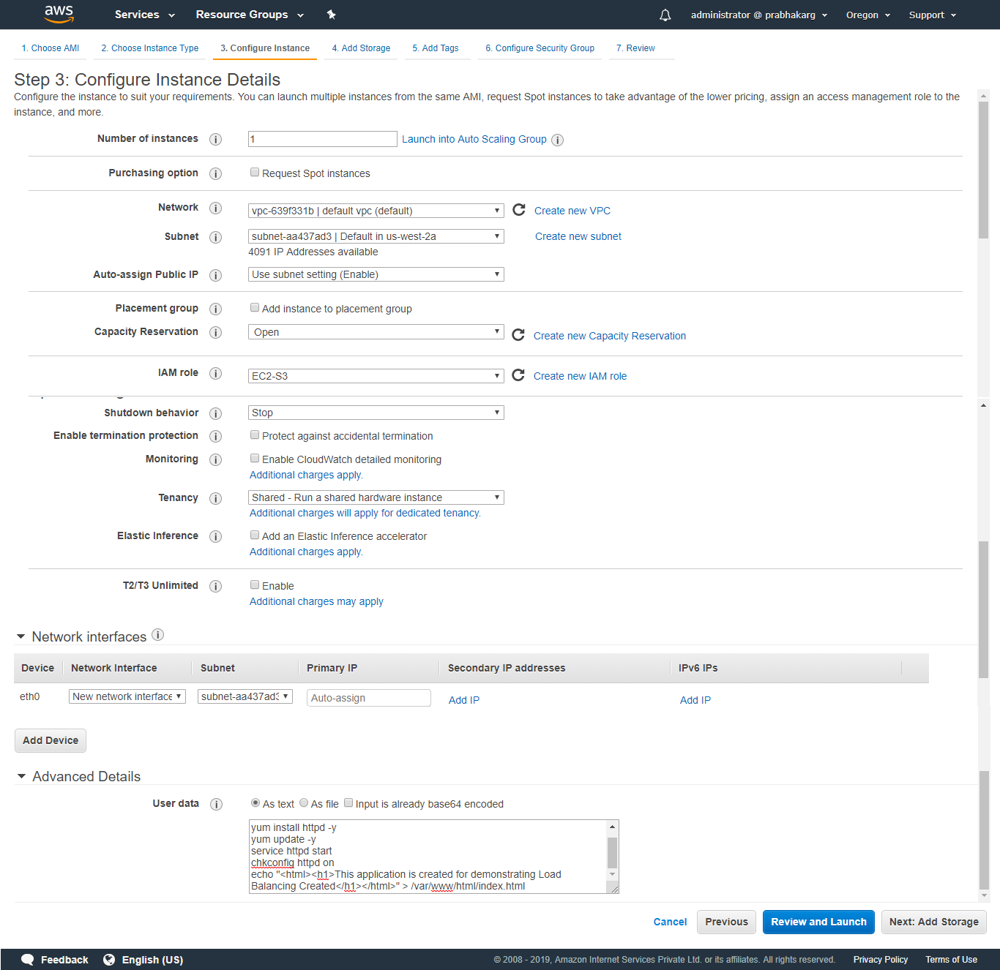 aws Services Resource Groups administrator @ prabhakarg Oregon Support
1. Choose AMI 2. Choose Instance Type 3. Configure Instance 4. Add Storage 5. Add Tags 6. Configure Security Group 7. Review
Step 3: Configure Instance Details
Configure the instance to suit your requirements. You can launch multiple instances from the same AMI, request Spot instances to take advantage of the lower pricing, assign an access management role to the
instance, and more.
Number of instances 1 Launch into Auto Scaling Group
Purchasing option Request Spot instances
Network vpc-639f331b | default vpc (default) Create new VPC
Subnet subnet-aa437ad3 | Default in us-west-2a Create new subnet
4091 IP Addresses available
Auto-assign Public IP Use subnet setting (Enable)
Placement group Add instance to placement group
Capacity Reservation Open Create new Capacity Reservation
IAM role EC2-S3 Create new IAM role
Shutdown behavior Stop
Enable termination protection Protect against accidental termination
Monitoring Enable CloudWatch detailed monitoring
Additional charges apply.
Tenancy Shared - Run a shared hardware instance
Additional charges will apply for dedicated tenancy.
Elastic Inference Add an Elastic Inference accelerator
Additional charges apply.
T2/T3 Unlimited Enable
Additional charges may apply
Network interfaces
Device Network Interface Subnet Primary IP Secondary IP addresses IPv6 IPs
eth0 New network interface subnet-aa437ad3 Auto-assign Add IP Add IP
Add Device
Advanced Details
User data As text As file Input is already base64 encoded
yum install httpd -y
yum update -y
service httpd start
chkconfig httpd on
echo "<html><h1>This application is created for demonstrating Load
Balancing Created</h1></html>" > /var/www/html/index.html
Cancel Previous Review and Launch Next: Add Storage
Feedback English (US) © 2008 - 2019, Amazon Internet Services Private Ltd. or its affiliates. All rights reserved. Privacy Policy Terms of Use